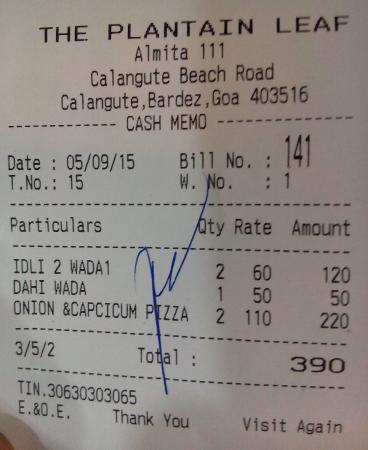 THE PLANTAIN LEAF
Almita 111
Calangute Beach Road
Calangute,Bardez,Goa 403516
CASH MEMO
Date : 05/09/15 Bill No. : 141
T.No.: 15 W. No. : 1
Particulars Qty Rate Amount
IDLI 2 WADA1 2 60 120
DAHI WADA 1 50 50
ONION &CAPCICUM PIZZA 2 110 220
3/5/2 Total : 390
TIN.30630303065
E.&O.E. Thank You Visit Again